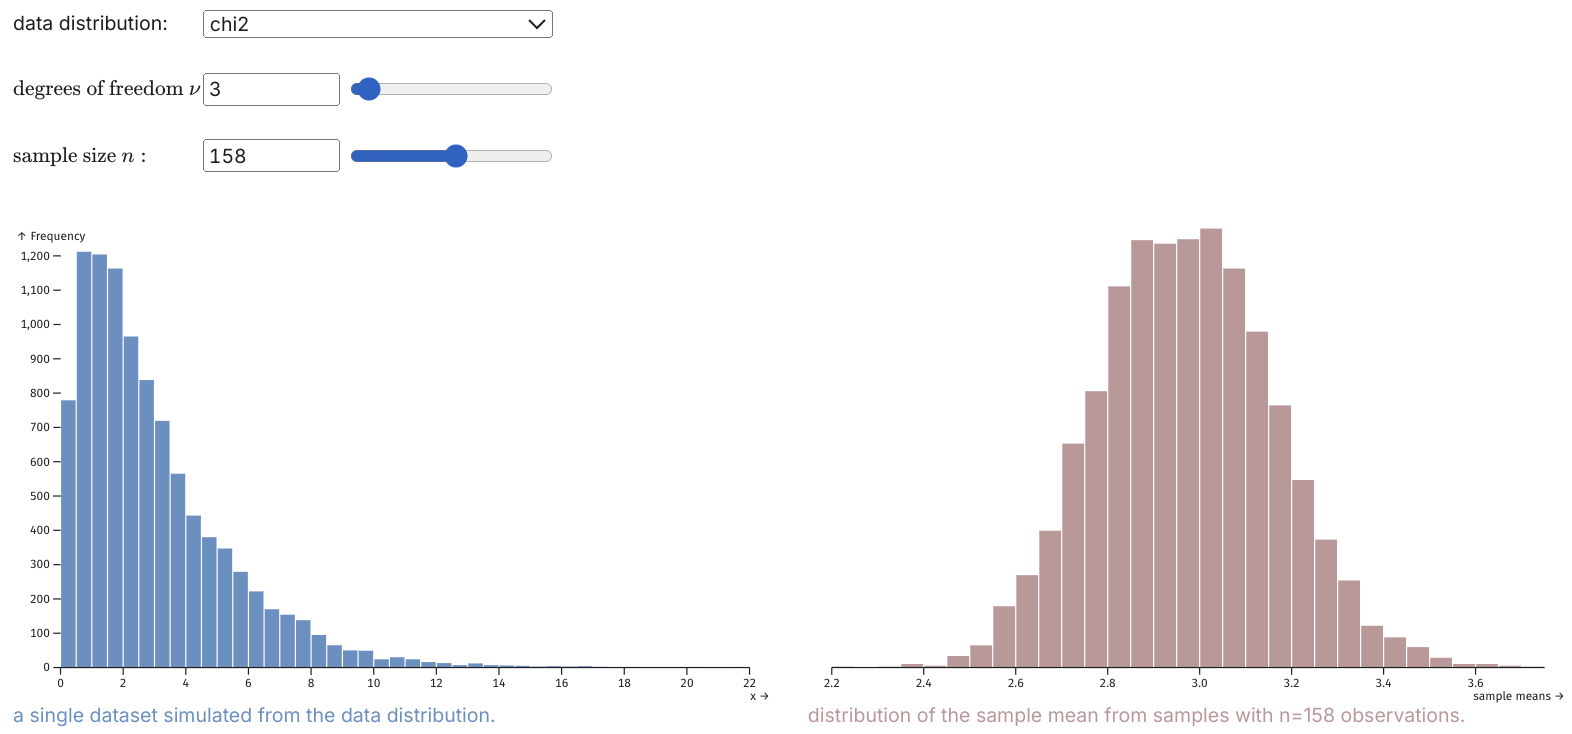 data distribution: chi2
degrees of freedom ν 3
sample size n : 158
↑ Frequency
1,200
1,100
1,000
900
800
700
600
500
400
300
200
100
0
0 2 4 6 8 10 12 14 16 18 20 22
x →
a single dataset simulated from the data distribution.
2.2 2.4 2.6 2.8 3.0 3.2 3.4 3.6
sample means →
distribution of the sample mean from samples with n=158 observations.